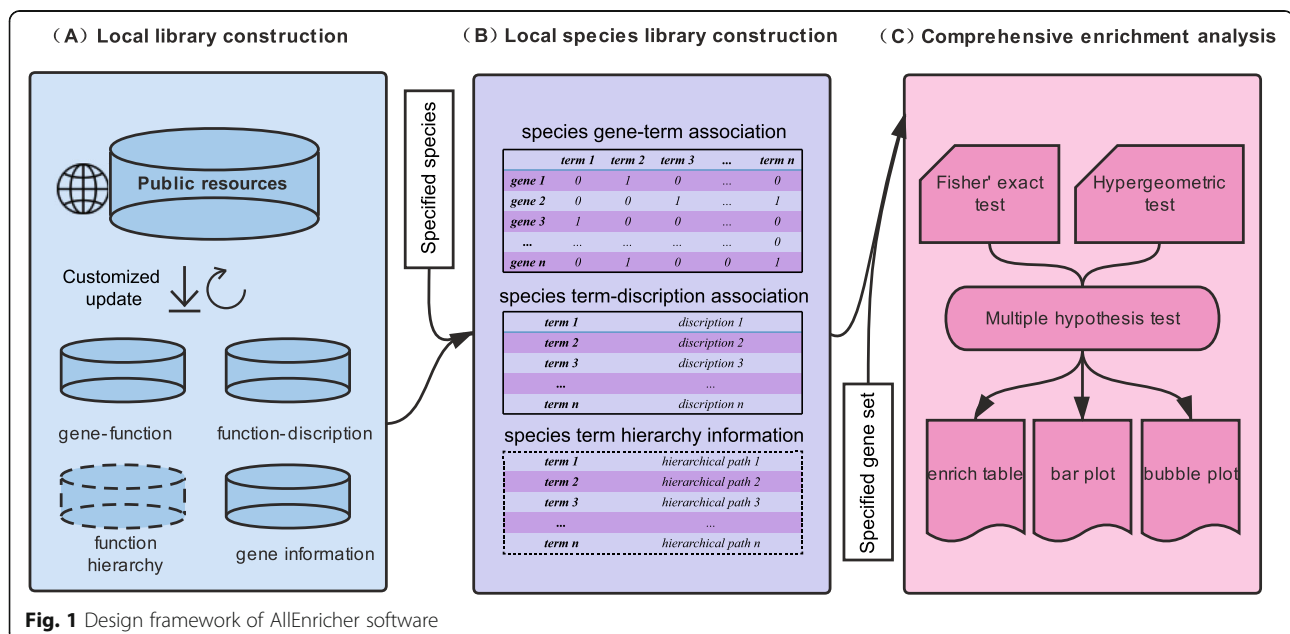 （A）Local library construction
（B）Local species library construction
（C）Comprehensive enrichment analysis
Public resources
Customized
update
gene-function
function-discription
function
hierarchy
gene information
Specified species
species gene-term association
term 1 term 2 term 3 ... term n
gene 1 0 1 0 ... 0
gene 2 0 0 1 ... 1
gene 3 1 0 0 ... 0
... ... ... ... ... 0
gene n 0 1 0 0 1
species term-discription association
term 1 discription 1
term 2 discription 2
term 3 discription 3
... ...
term n discription n
species term hierarchy information
term 1 hierarchical path 1
term 2 hierarchical path 2
term 3 hierarchical path 3
... ...
term n hierarchical path n
Specified gene set
Fisher' exact
test
Hypergeometric
test
Multiple hypothesis test
enrich table
bar plot
bubble plot
Fig. 1 Design framework of AllEnricher software